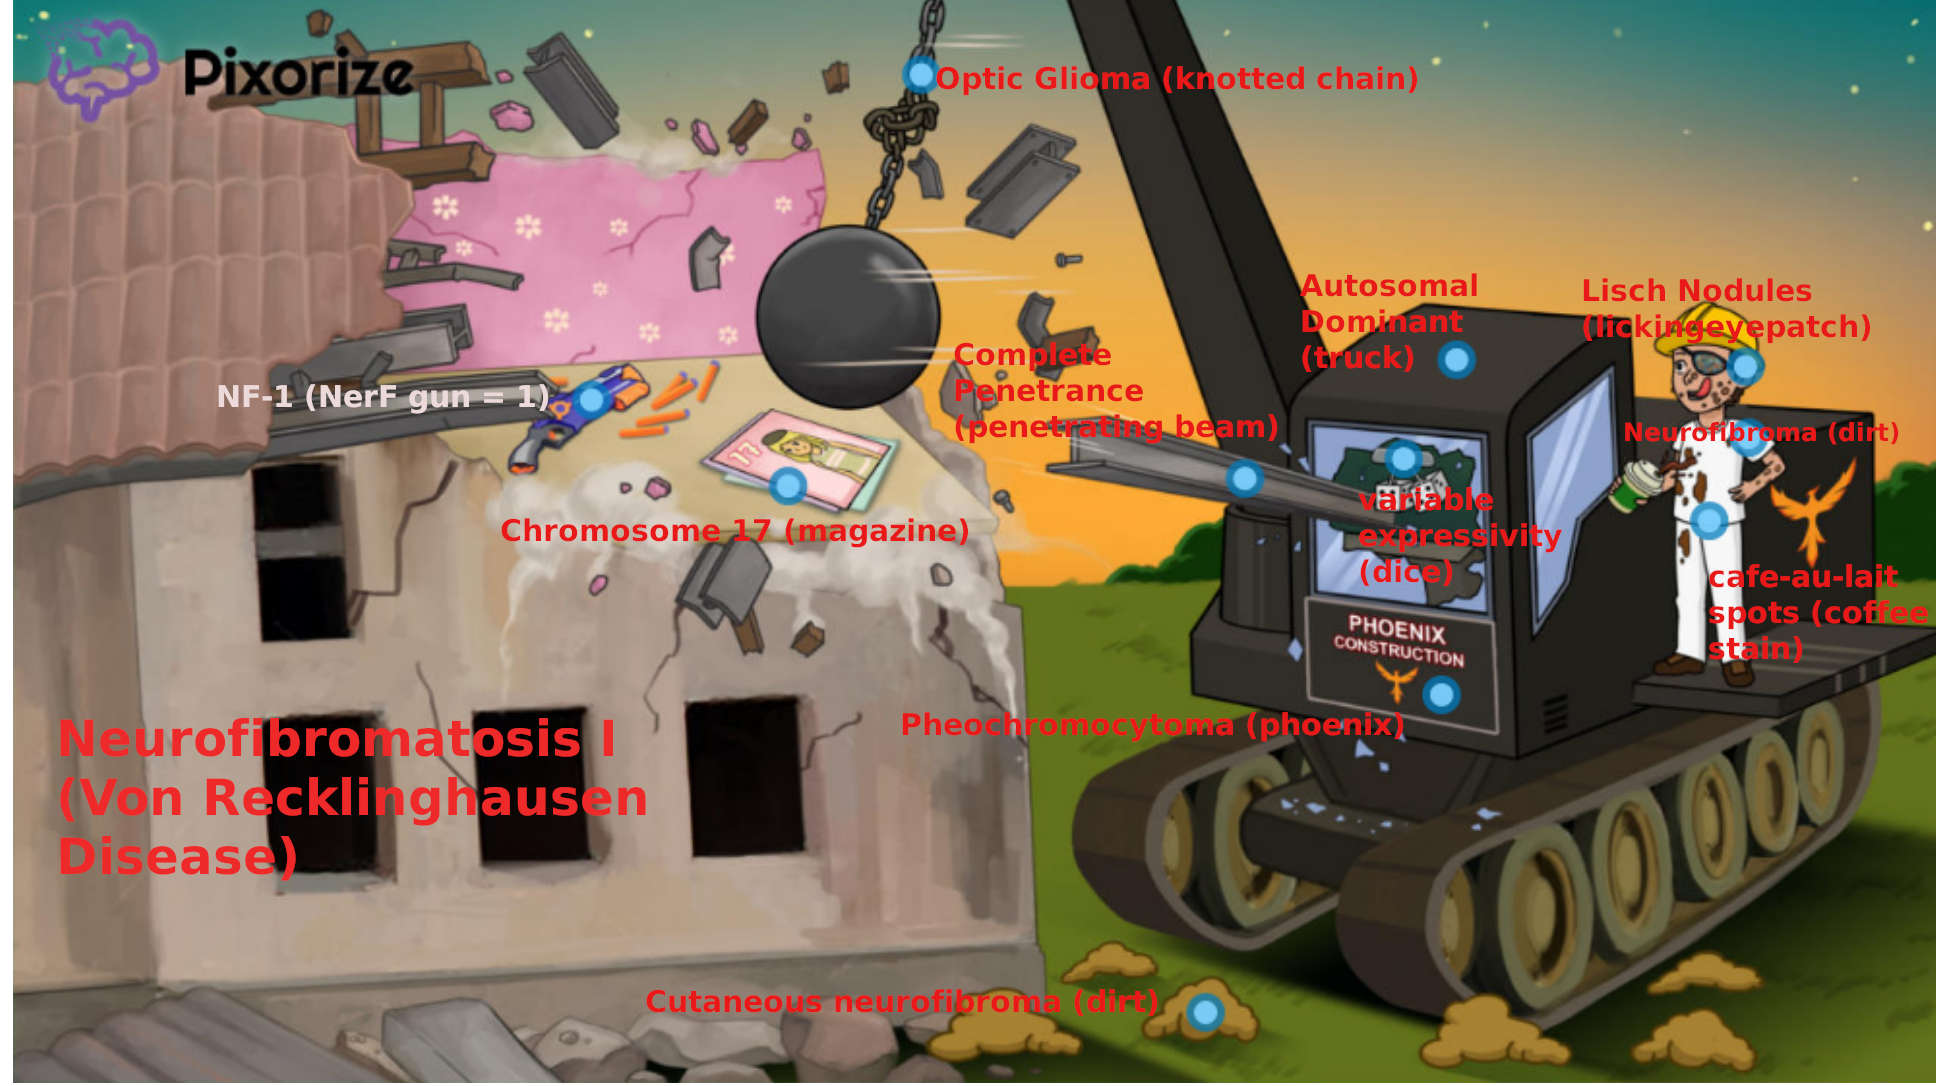 Pixorize
Optic Glioma (knotted chain)
Autosomal
Dominant
(truck)
Lisch Nodules
(lickingeyepatch)
Complete
Penetrance
(penetrating beam)
NF-1 (NerF gun = 1)
Neurofibroma (dirt)
17
variable
expressivity
(dice)
Chromosome 17 (magazine)
cafe-au-lait
spots (coffee
stain)
PHOENIX
CONSTRUCTION
Pheochromocytoma (phoenix)
Neurofibromatosis I
(Von Recklinghausen
Disease)
Cutaneous neurofibroma (dirt)